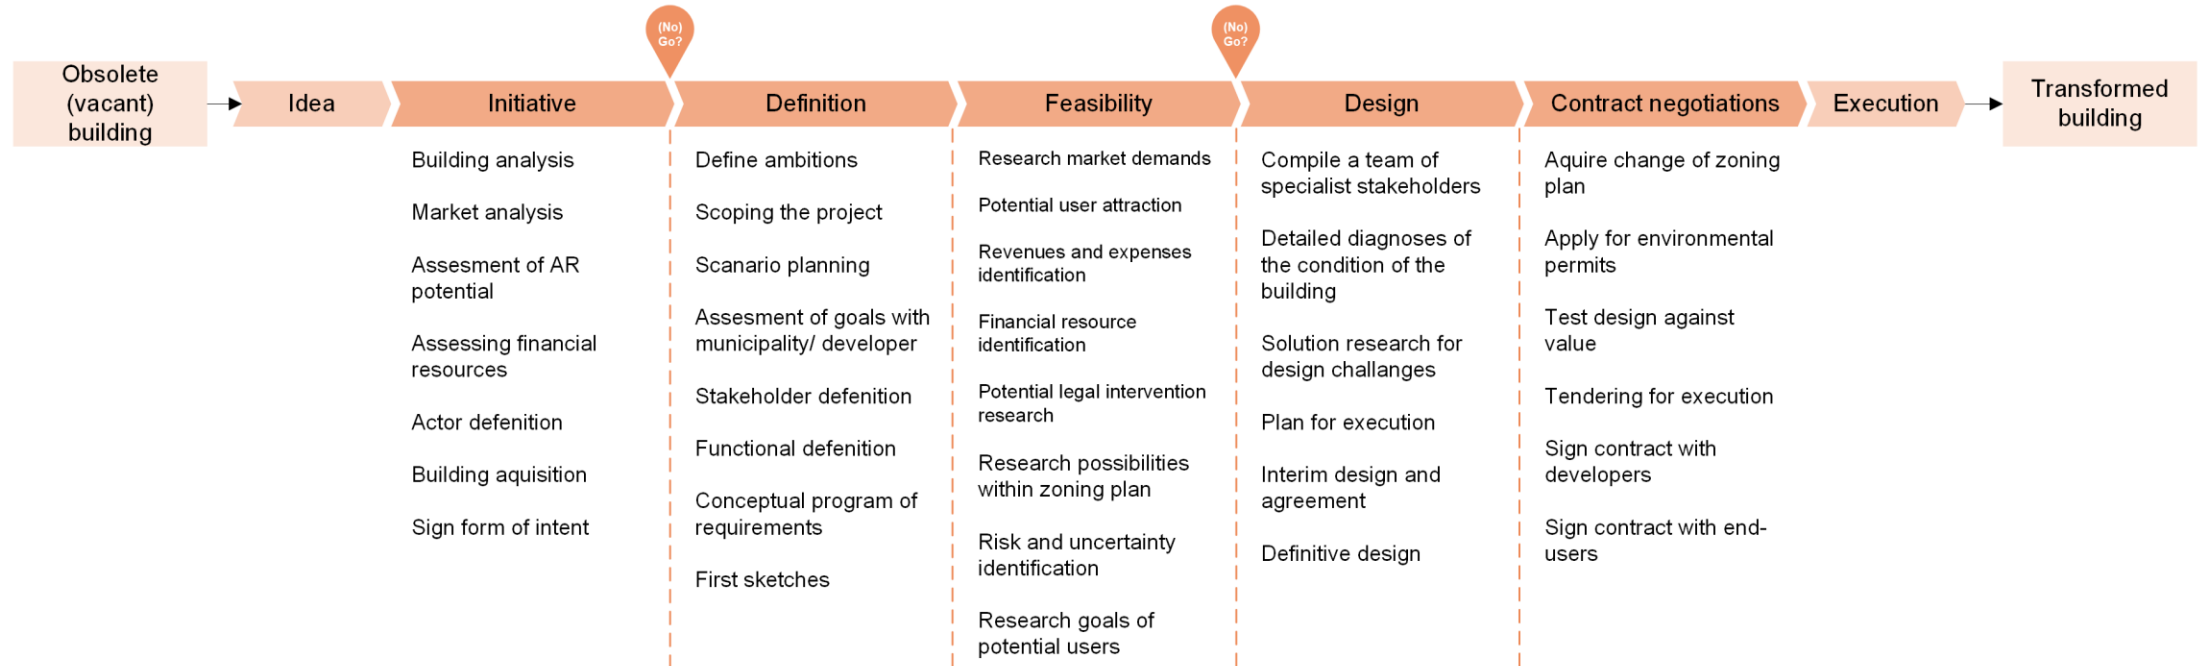 (No)
Go?
(No)
Go?
Obsolete
(vacant)
building
Idea
Initiative
Definition
Feasibility
Design
Contract negotiations
Execution
Transformed
building
Building analysis
Market analysis
Assesment of AR
potential
Assessing financial
resources
Actor defenition
Building aquisition
Sign form of intent
Define ambitions
Scoping the project
Scanario planning
Assesment of goals with
municipality/ developer
Stakeholder defenition
Functional defenition
Conceptual program of
requirements
First sketches
Research market demands
Potential user attraction
Revenues and expenses
identification
Financial resource
identification
Potential legal intervention
research
Research possibilities
within zoning plan
Risk and uncertainty
identification
Research goals of
potential users
Compile a team of
specialist stakeholders
Detailed diagnoses of
the condition of the
building
Solution research for
design challanges
Plan for execution
Interim design and
agreement
Definitive design
Aquire change of zoning
plan
Apply for environmental
permits
Test design against
value
Tendering for execution
Sign contract with
developers
Sign contract with end-
users